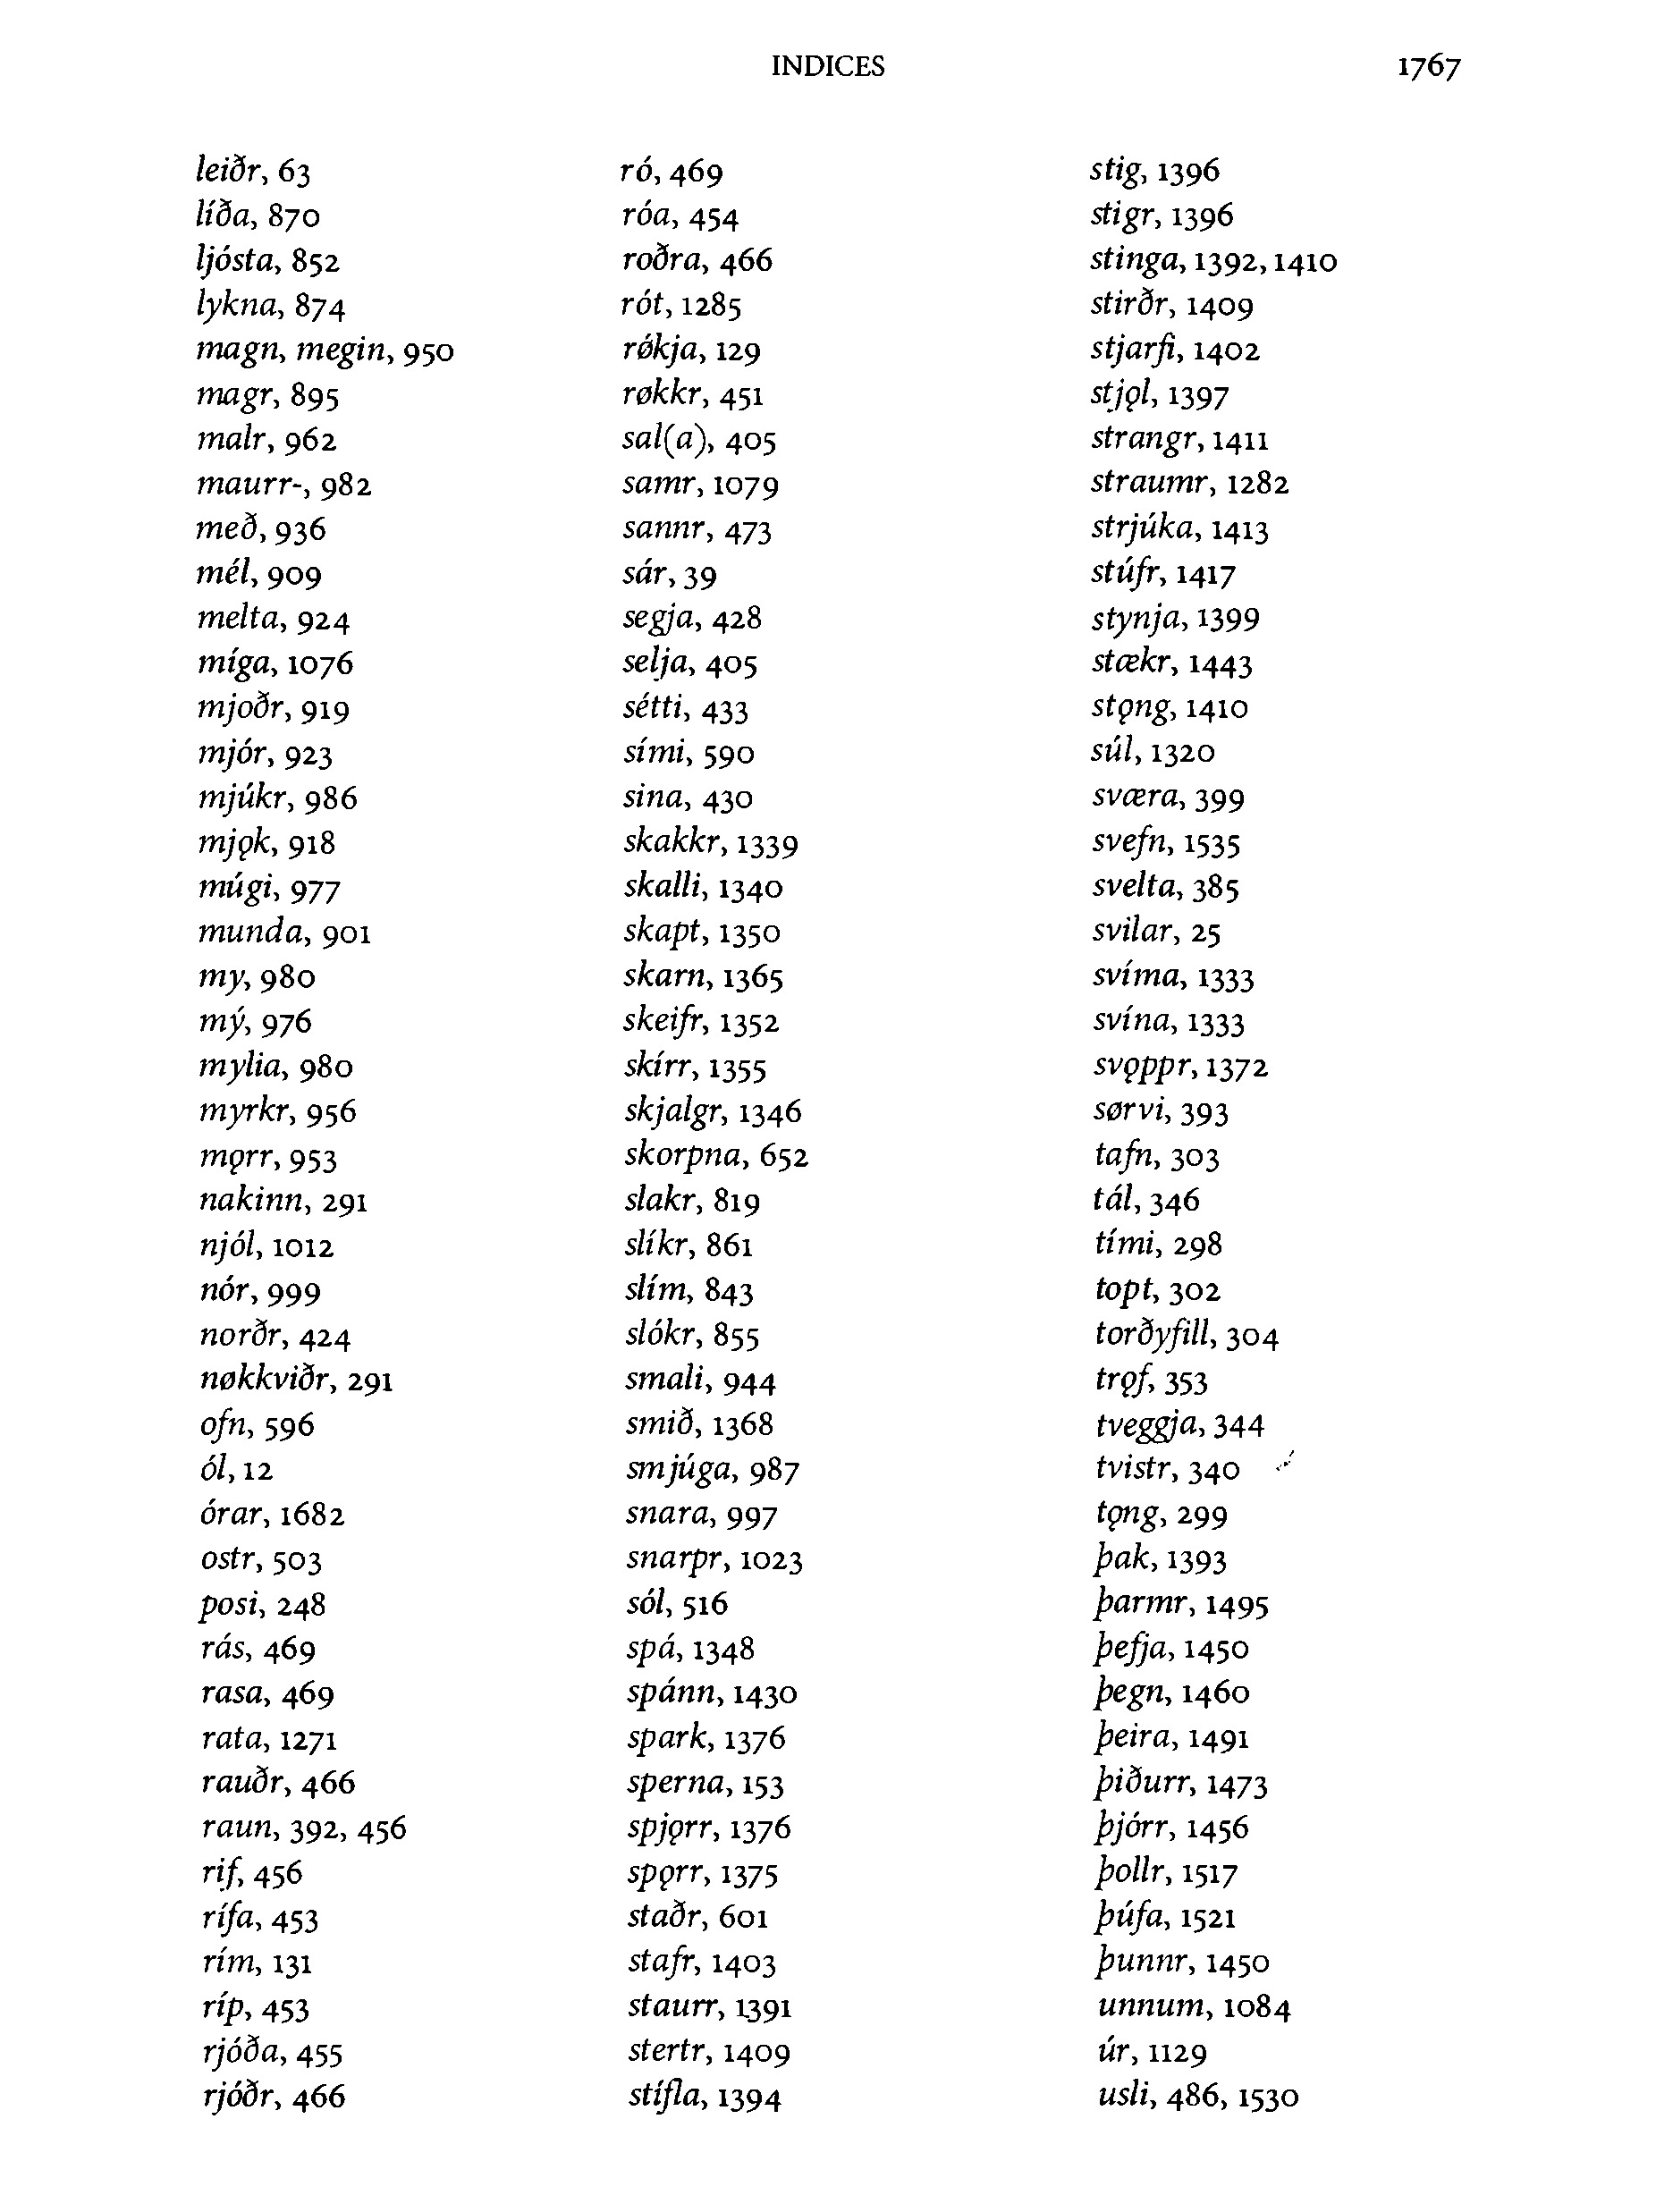 INDICES 1767
leiðr, 63
líða, 870
ljósta, 852
lykna, 874
magn, megin, 950
magr, 895
malr, 962
maurr-, 982
með, 936
mél, 909
melta, 924
míga, 1076
mjoðr, 919
mjór, 923
mjúkr, 986
mjǫk, 918
múgi, 977
munda, 901
my, 980
mý, 976
mylia, 980
myrkr, 956
mǫrr, 953
nakinn, 291
njól, 1012
nór, 999
norðr, 424
nøkkviðr, 291
ofn, 596
ól, 12
órar, 1682
ostr, 503
posi, 248
rás, 469
rasa, 469
rata, 1271
rauðr, 466
raun, 392, 456
rif, 456
rífa, 453
rím, 131
ríp, 453
rjóða, 455
rjóðr, 466
ró, 469
róa, 454
roðra, 466
rót, 1285
rǿkja, 129
røkkr, 451
sal(a), 405
samr, 1079
sannr, 473
sár, 39
segja, 428
selja, 405
sétti, 433
sími, 590
sina, 430
skakkr, 1339
skalli, 1340
skapt, 1350
skarn, 1365
skeifr, 1352
skírr, 1355
skjalgr, 1346
skorpna, 652
slakr, 819
slíkr, 861
slím, 843
slókr, 855
smali, 944
smið, 1368
smjúga, 987
snara, 997
snarpr, 1023
sól, 516
spá, 1348
spánn, 1430
spark, 1376
sperna, 153
spjǫrr, 1376
spǫrr, 1375
staðr, 601
stafr, 1403
staurr, 1391
stertr, 1409
stífla, 1394
stig, 1396
stigr, 1396
stinga, 1392, 1410
stirðr, 1409
stjarfi, 1402
stjǫl, 1397
strangr, 1411
straumr, 1282
strjúka, 1413
stúfr, 1417
stynja, 1399
stækr, 1443
stǫng, 1410
súl, 1320
sværa, 399
svefn, 1535
svelta, 385
svilar, 25
svíma, 1333
svína, 1333
svǫppr, 1372
sørvi, 393
tafn, 303
tál, 346
tími, 298
topt, 302
torðyfill, 304
trǫf, 353
tveggja, 344
tvistr, 340
tǫng, 299
þak, 1393
þarmr, 1495
þefja, 1450
þegn, 1460
þeira, 1491
þiðurr, 1473
þjórr, 1456
þollr, 1517
þúfa, 1521
þunnr, 1450
unnum, 1084
úr, 1129
usli, 486, 1530